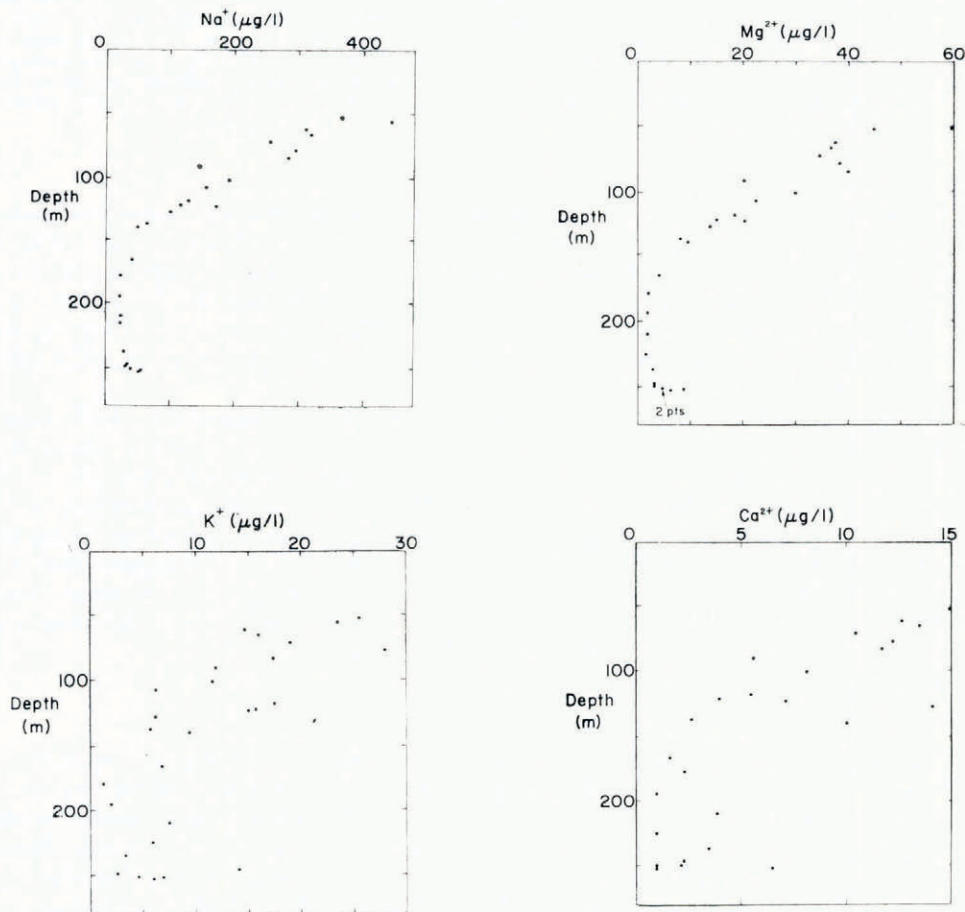 Na⁺ (μg/l)
0 200 400
100
Depth
(m)
200
Mg²⁺ (μg/l)
0 20 40 60
100
Depth
(m)
200
2 pts
K⁺ (μg/l)
0 10 20 30
100
Depth
(m)
200
Ca²⁺ (μg/l)
0 5 10 15
100
Depth
(m)
200